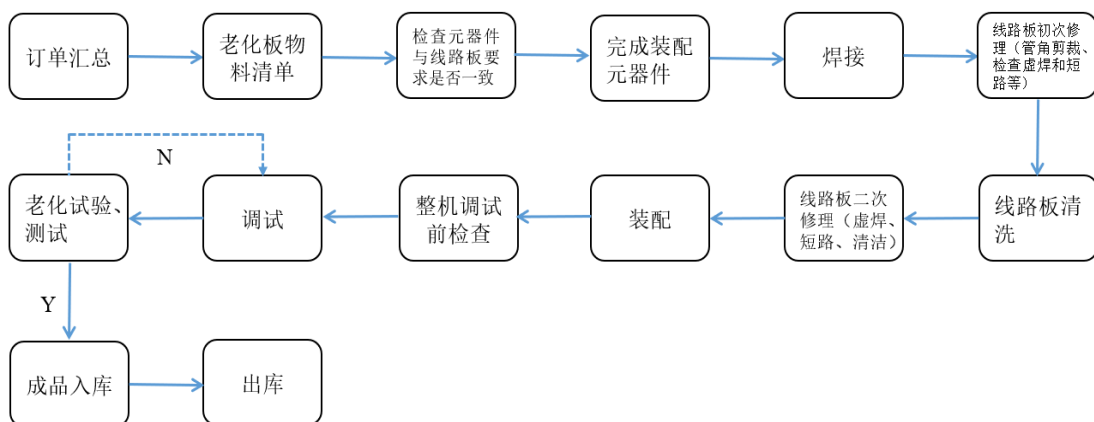 订单汇总
老化板物
料清单
检查元器件
与线路板要
求是否一致
完成装配
元器件
焊接
线路板初次修
理（管角剪裁、
检查虚焊和短
路等）
N
老化试验、
测试
调试
整机调试
前检查
装配
线路板二次
修理（虚焊、
短路、清洁）
线路板清
洗
Y
成品入库
出库